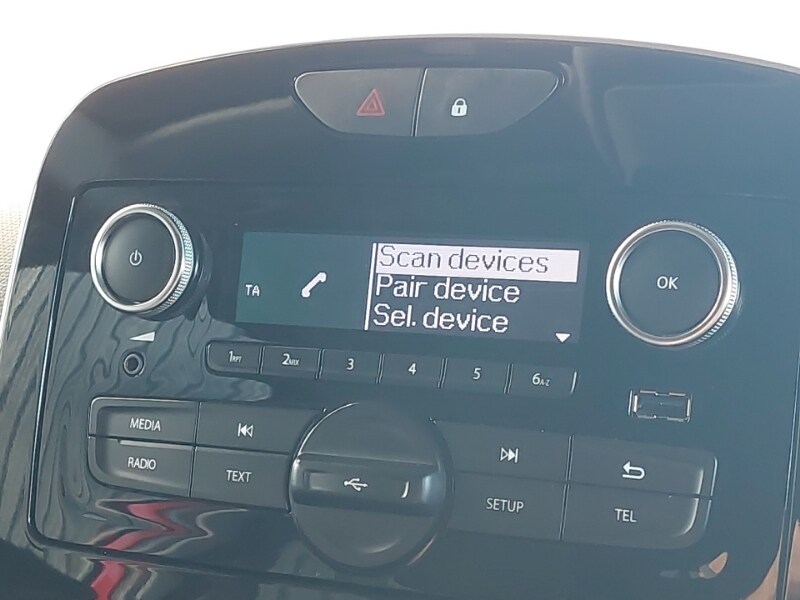 Scan devices
TA
Pair device
Sel. device
OK
1RPT
2MIX
3
4
5
6A-Z
MEDIA
RADIO
TEXT
SETUP
TEL